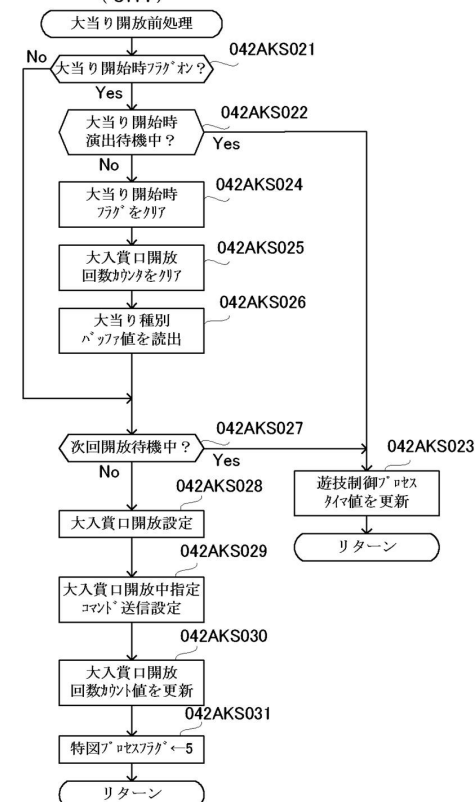 大当り開放前処理
042AKS021
No
大当り開始時ﾌﾗｸﾞｵﾝ?
Yes
042AKS022
大当り開始時
演出待機中?
Yes
No
042AKS024
大当り開始時
ﾌﾗｸﾞをｸﾘｱ
042AKS025
大入賞口開放
回数ｶｳﾝﾀをｸﾘｱ
042AKS026
大当り種別
ﾊﾞｯﾌｧ値を読出
042AKS027
次回開放待機中?
Yes
No
042AKS023
遊技制御ﾌﾟﾛｾｽ
ﾀｲﾏ値を更新
リターン
042AKS028
大入賞口開放設定
042AKS029
大入賞口開放中指定
ｺﾏﾝﾄﾞ送信設定
042AKS030
大入賞口開放
回数ｶｳﾝﾄ値を更新
042AKS031
特図ﾌﾟﾛｾｽﾌﾗｸﾞ←5
リターン